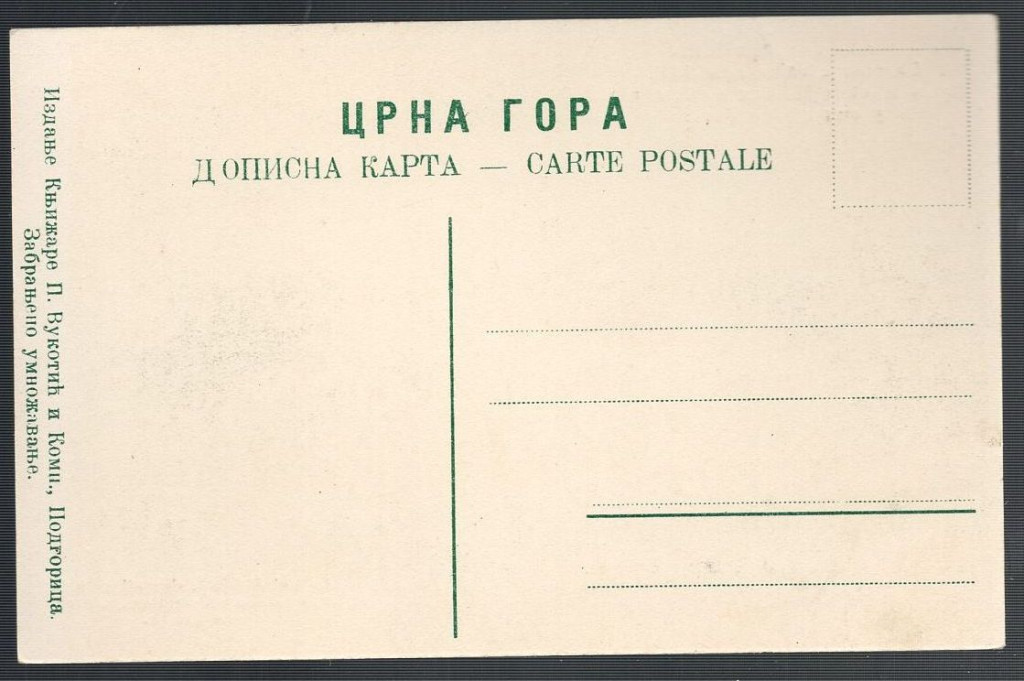 ЦРНА ГОРА
ДОПИСНА КАРТА — CARTE POSTALE
Издање Књижаре П. Вукотић и Комп., Подгорица.
Забрањено умножавање.